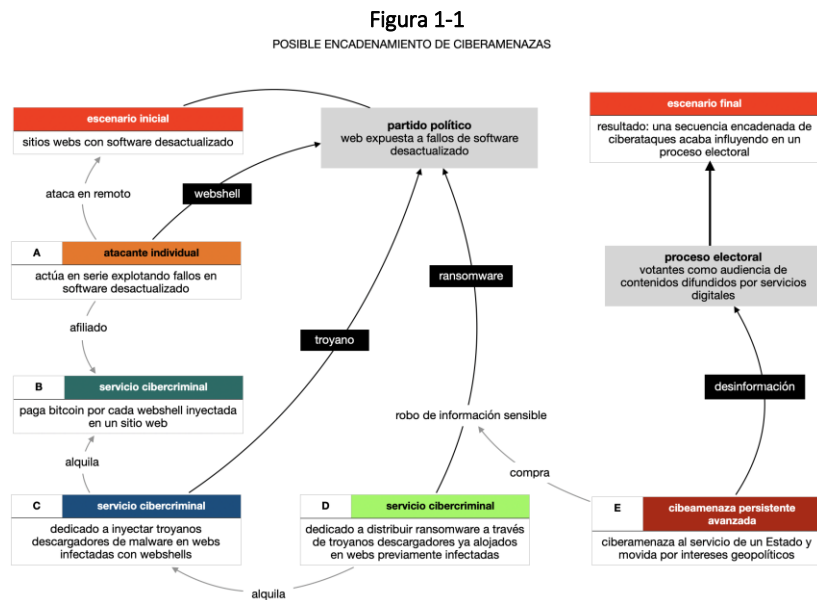 Figura 1-1
POSIBLE ENCADENAMIENTO DE CIBERAMENAZAS
escenario inicial
sitios webs con software desactualizado
partido político
web expuesta a fallos de software
desactualizado
escenario final
resultado: una secuencia encadenada de
ciberataques acaba influyendo en un
proceso electoral
ataca en remoto
webshell
A
atacante individual
actúa en serie explotando fallos en
software desactualizado
ransomware
proceso electoral
votantes como audiencia de
contenidos difundidos por servicios
digitales
afiliado
troyano
B
servicio cibercriminal
paga bitcoin por cada webshell inyectada
en un sitio web
desinformación
robo de información sensible
alquila
compra
C
servicio cibercriminal
dedicado a inyectar troyanos
descargadores de malware en webs
infectadas con webshells
D
servicio cibercriminal
dedicado a distribuir ransomware a través
de troyanos descargadores ya alojados
en webs previamente infectadas
E
cibeamenaza persistente
avanzada
ciberamenaza al servicio de un Estado y
movida por intereses geopolíticos
alquila